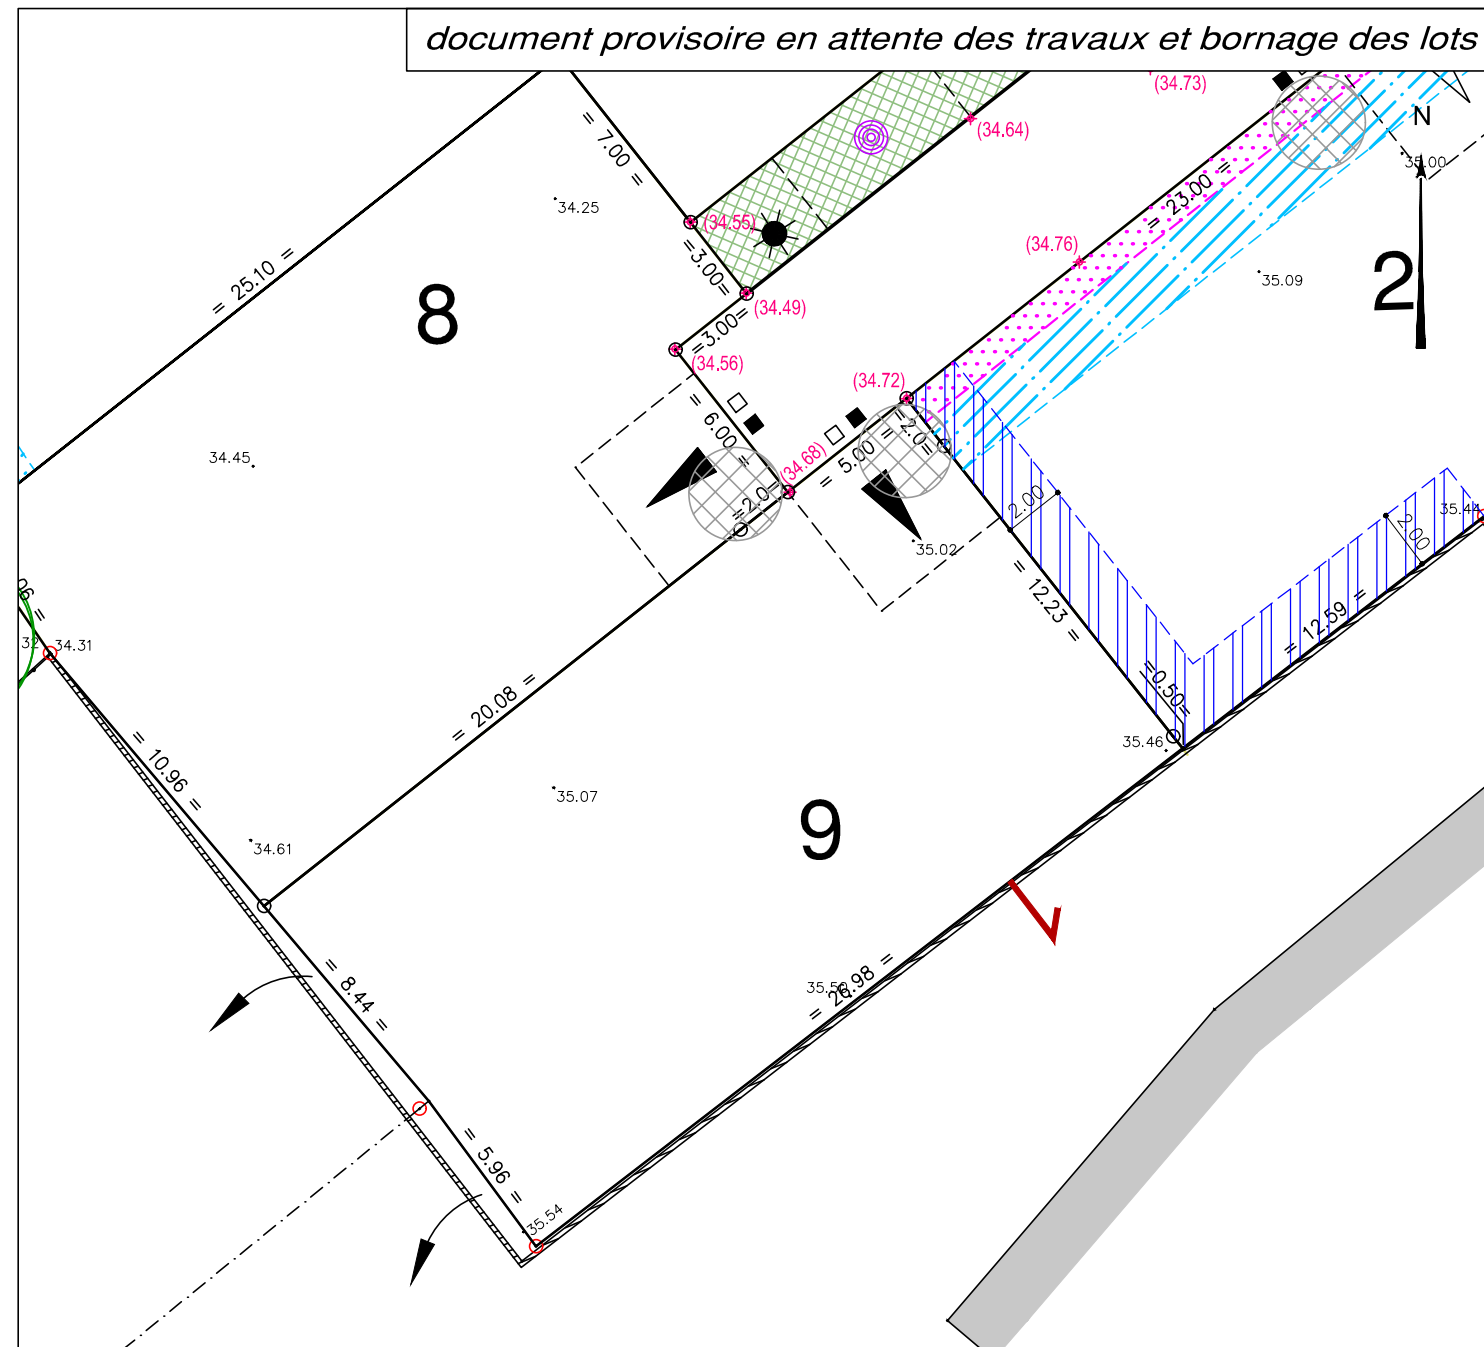 document provisoire en attente des travaux et bornage des lots
(34.73)
= 7.00 =
(34.64)
N
35.00
34.25
(34.55)
= 23.00 =
=3.00=
(34.76)
= 25.10 =
35.09
2
8
(34.49)
=3.00=
(34.56)
(34.72)
= 6.00 =
=2.0=
34.45
(34.68)
= 5.00 =
=2.0=
2.00
35.44
2.00
35.02
= 12.23 =
= 12.59 =
06 =
32
34.31
=0.50=
= 20.08 =
35.46
= 10.96 =
35.07
9
34.61
= 8.44 =
= 26.98 =
= 5.96 =
35.54